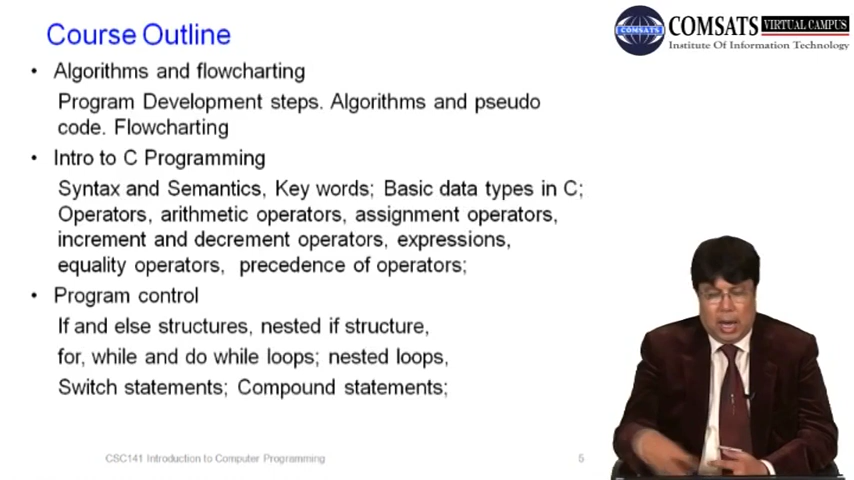 Course Outline
COMSATS VIRTUAL CAMPUS
Institute Of Information Technology
COMSATS
• Algorithms and flowcharting
Program Development steps. Algorithms and pseudo
code. Flowcharting
• Intro to C Programming
Syntax and Semantics, Key words; Basic data types in C;
Operators, arithmetic operators, assignment operators,
increment and decrement operators, expressions,
equality operators, precedence of operators;
• Program control
If and else structures, nested if structure,
for, while and do while loops; nested loops,
Switch statements; Compound statements;
CSC141 Introduction to Computer Programming
5